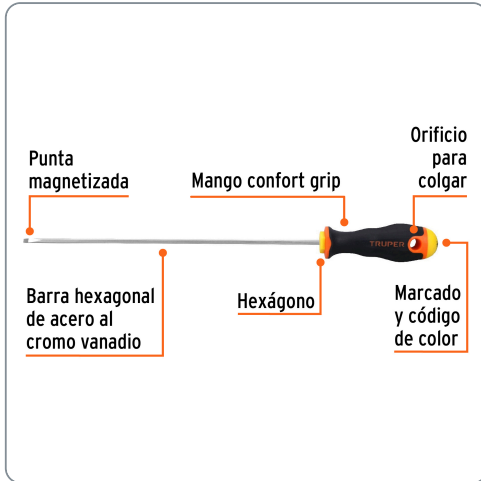 Punta
magnetizada
Mango confort grip
Orificio
para
colgar
TRUPER
Barra hexagonal
de acero al
cromo vanadio
Hexágono
Marcado
y código
de color